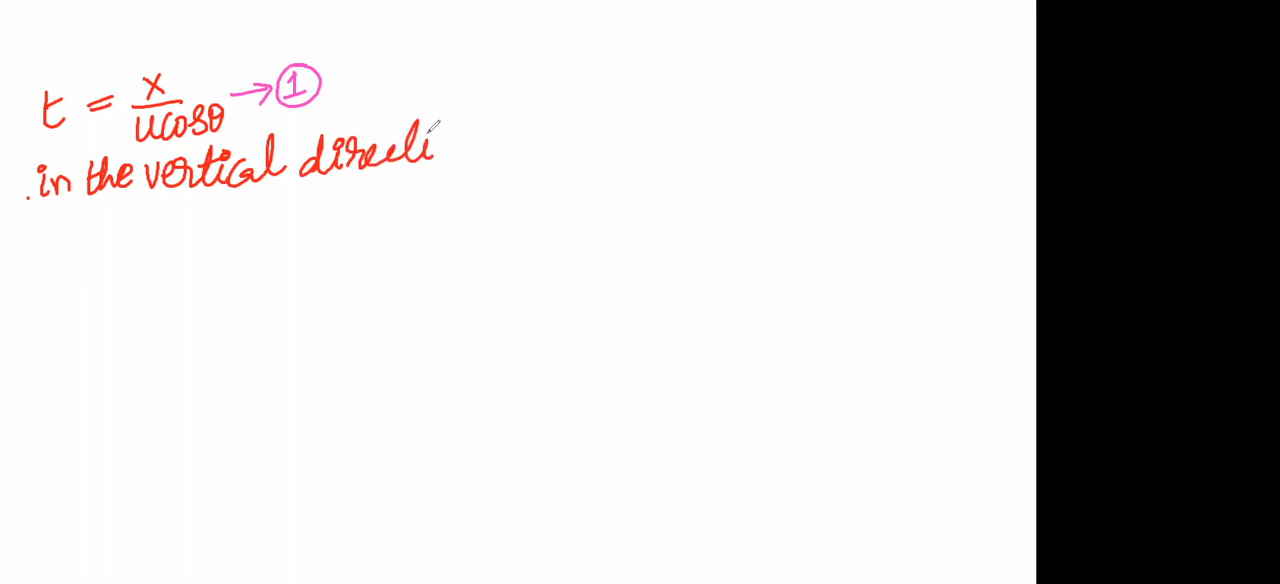 t = x/ucosθ → ①
.in the vertical directi